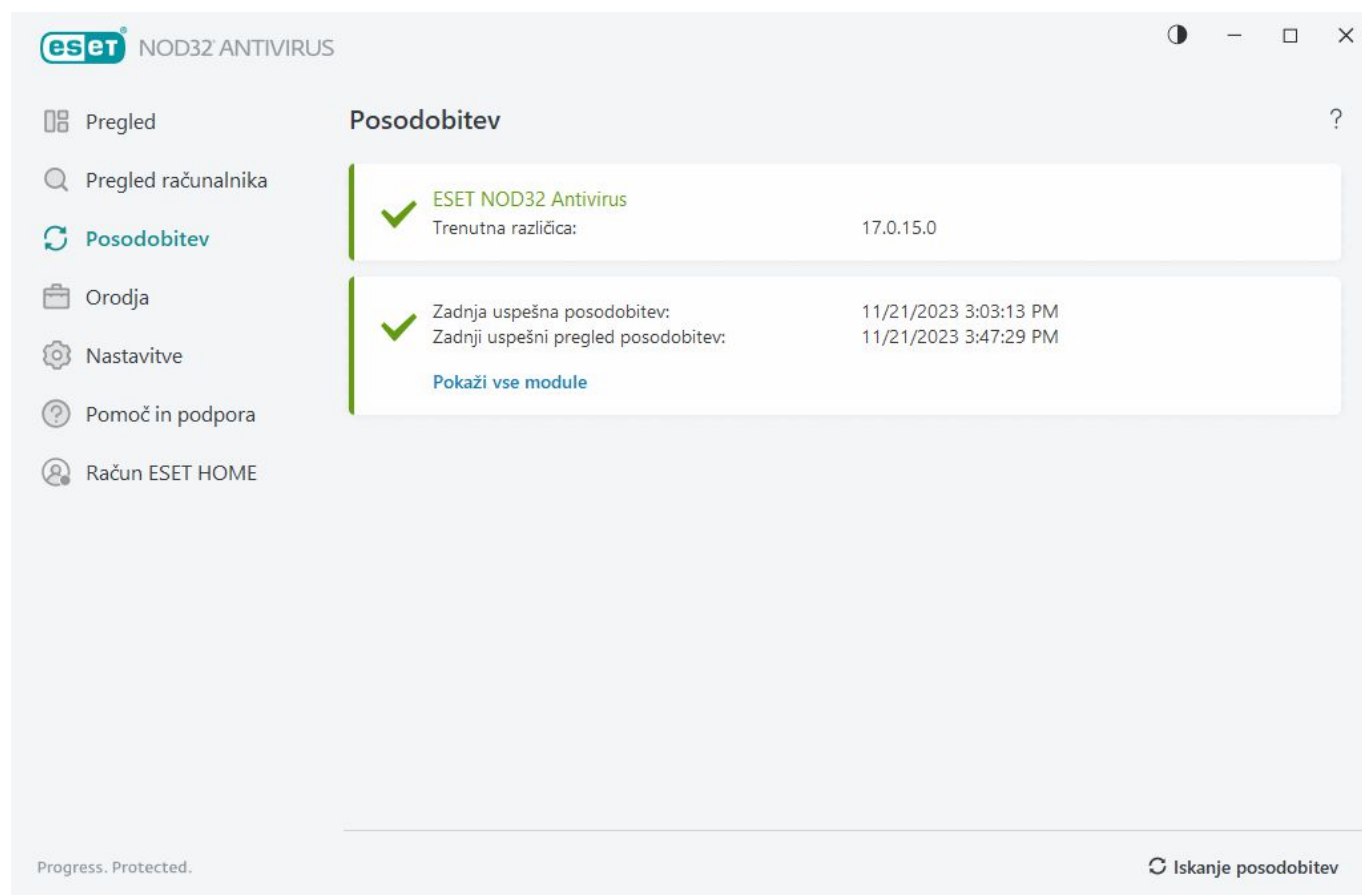 eset® NOD32® ANTIVIRUS
Pregled
Pregled računalnika
Posodobitev
Orodja
Nastavitve
Pomoč in podpora
Račun ESET HOME
Posodobitev
?
ESET NOD32 Antivirus
Trenutna različica: 17.0.15.0
Zadnja uspešna posodobitev: 11/21/2023 3:03:13 PM
Zadnji uspešni pregled posodobitev: 11/21/2023 3:47:29 PM
Pokaži vse module
Progress. Protected.
Iskanje posodobitev